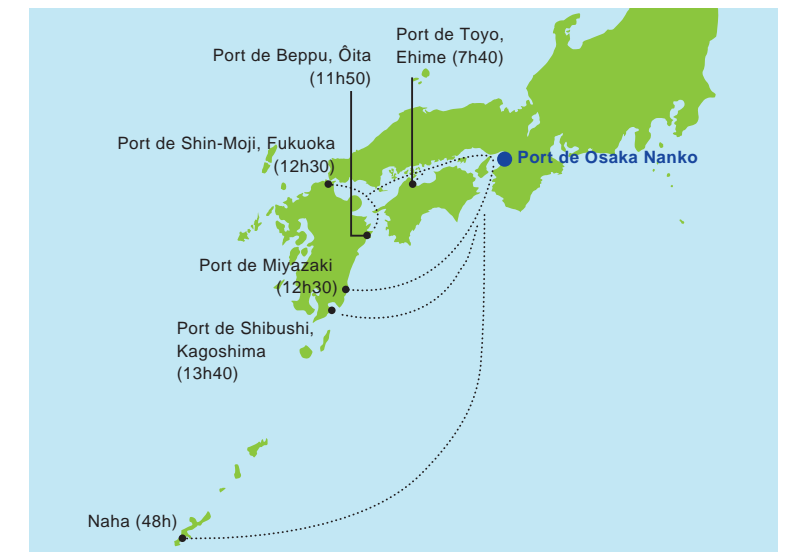 Port de Toyo,
Ehime (7h40)
Port de Beppu, Ôita
(11h50)
Port de Shin-Moji, Fukuoka
(12h30)
Port de Osaka Nanko
Port de Miyazaki
(12h30)
Port de Shibushi,
Kagoshima
(13h40)
Naha (48h)